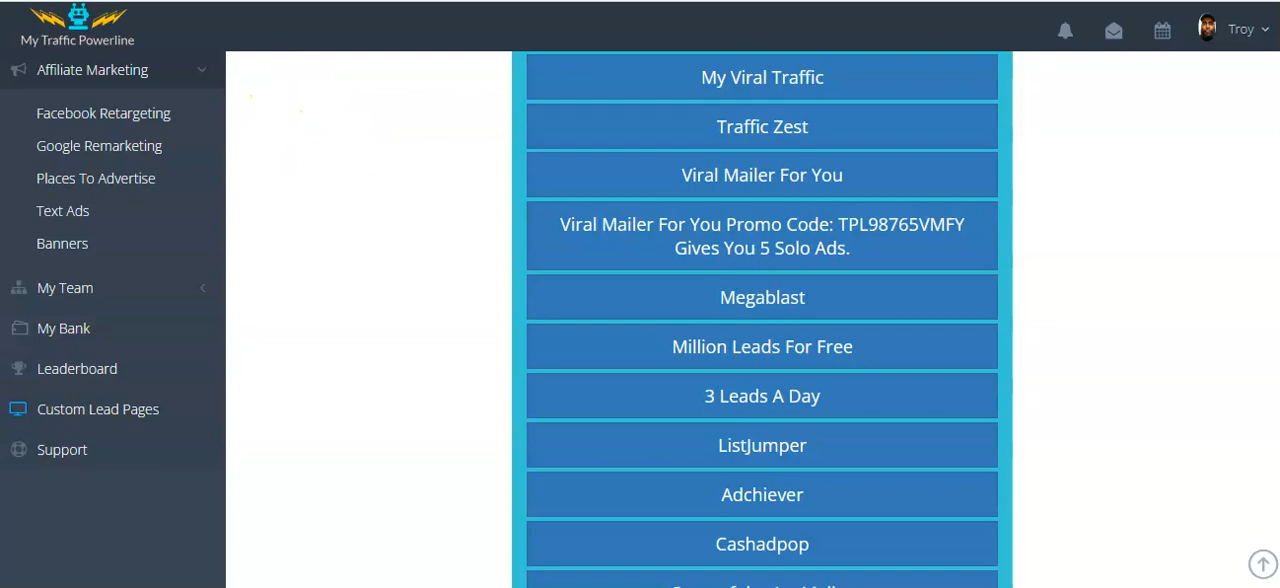 My Traffic Powerline
Troy
Affiliate Marketing
Facebook Retargeting
Google Remarketing
Places To Advertise
Text Ads
Banners
My Team
My Bank
Leaderboard
Custom Lead Pages
Support
My Viral Traffic
Traffic Zest
Viral Mailer For You
Viral Mailer For You Promo Code: TPL98765VMFY
Gives You 5 Solo Ads.
Megablast
Million Leads For Free
3 Leads A Day
ListJumper
Adchiever
Cashadpop